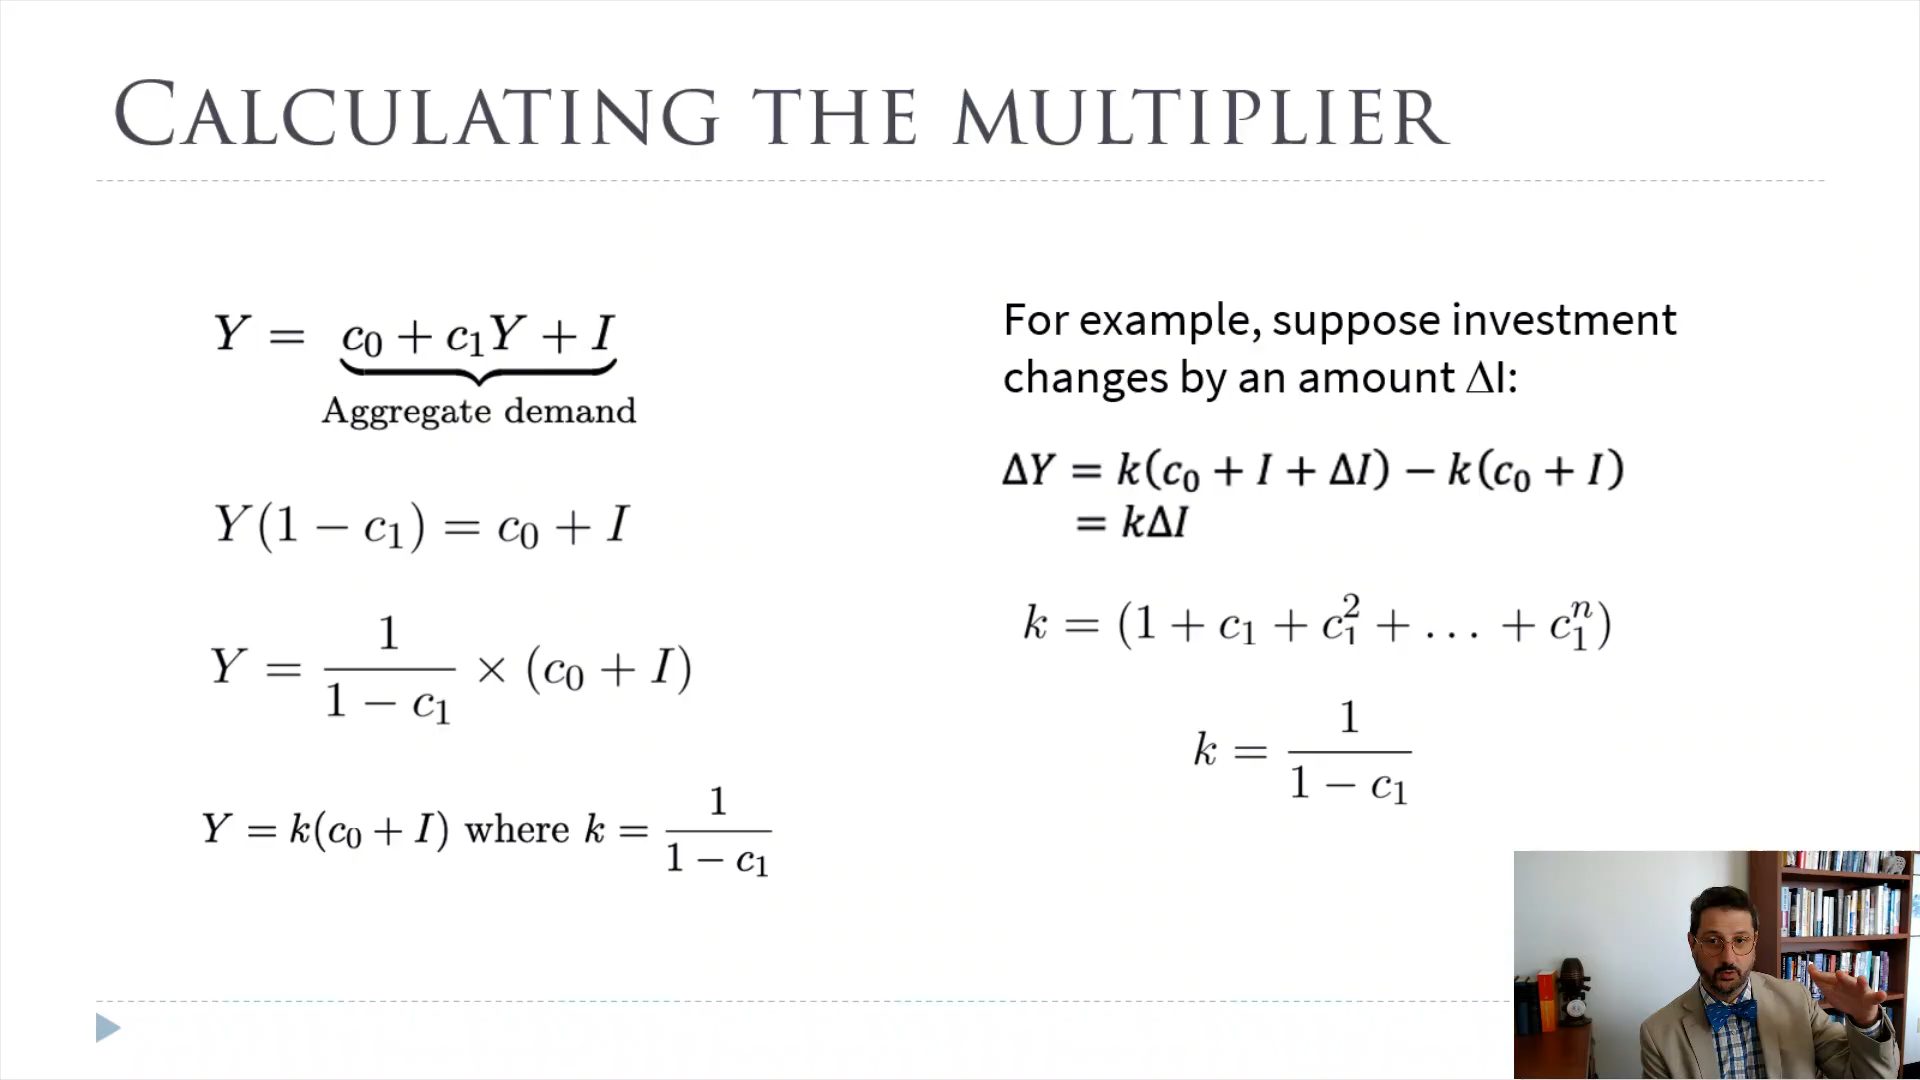 CALCULATING THE MULTIPLIER
Y = c₀ + c₁Y + I
Aggregate demand
Y(1 − c₁) = c₀ + I
Y = 1/(1 − c₁) × (c₀ + I)
Y = k(c₀ + I) where k = 1/(1 − c₁)
For example, suppose investment
changes by an amount ΔI:
ΔY = k(c₀ + I + ΔI) − k(c₀ + I)
= kΔI
k = (1 + c₁ + c₁² + . . . + c₁ⁿ)
k = 1/(1 − c₁)